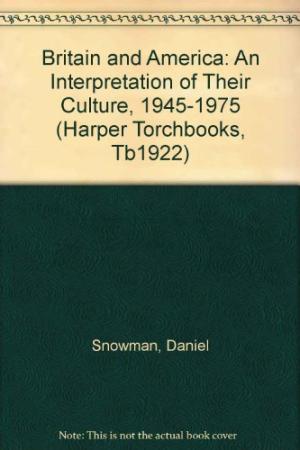 Britain and America: An
Interpretation of Their
Culture, 1945-1975
(Harper Torchbooks,
Tb1922)
Snowman, Daniel
Note: This is not the actual book cover